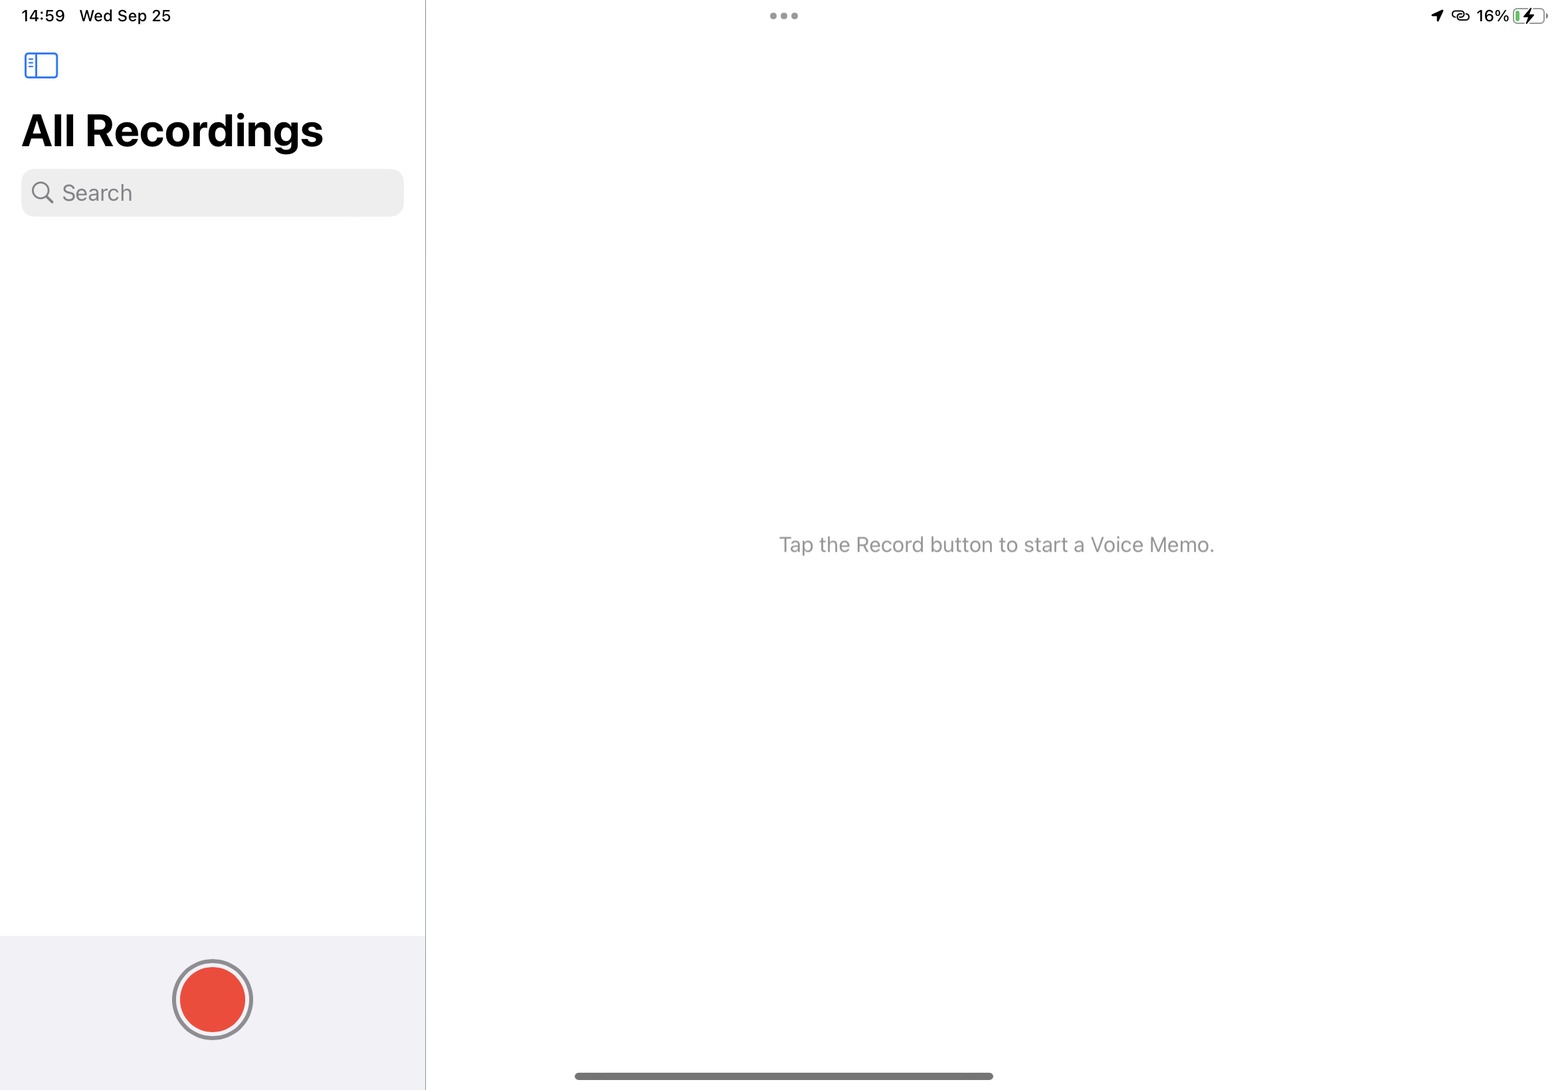 14:59 Wed Sep 25
16%
All Recordings
Search
Tap the Record button to start a Voice Memo.